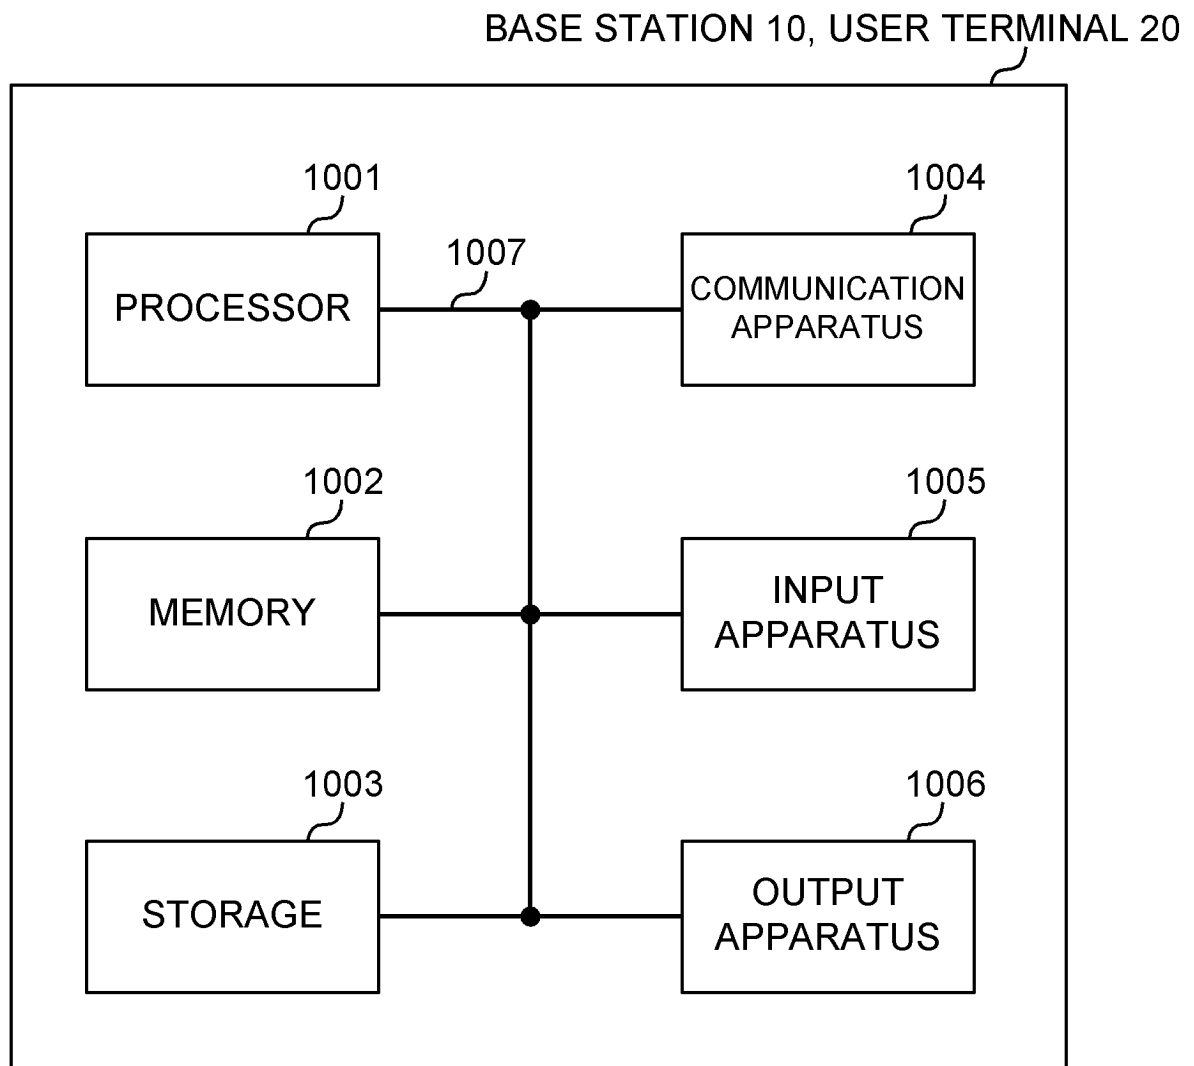 BASE STATION 10, USER TERMINAL 20
1001
1004
1007
PROCESSOR
COMMUNICATION
APPARATUS
1002
1005
MEMORY
INPUT
APPARATUS
1003
1006
STORAGE
OUTPUT
APPARATUS